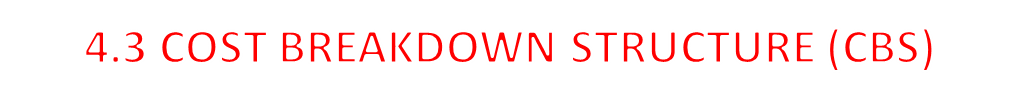 4.3 COST BREAKDOWN STRUCTURE (CBS)